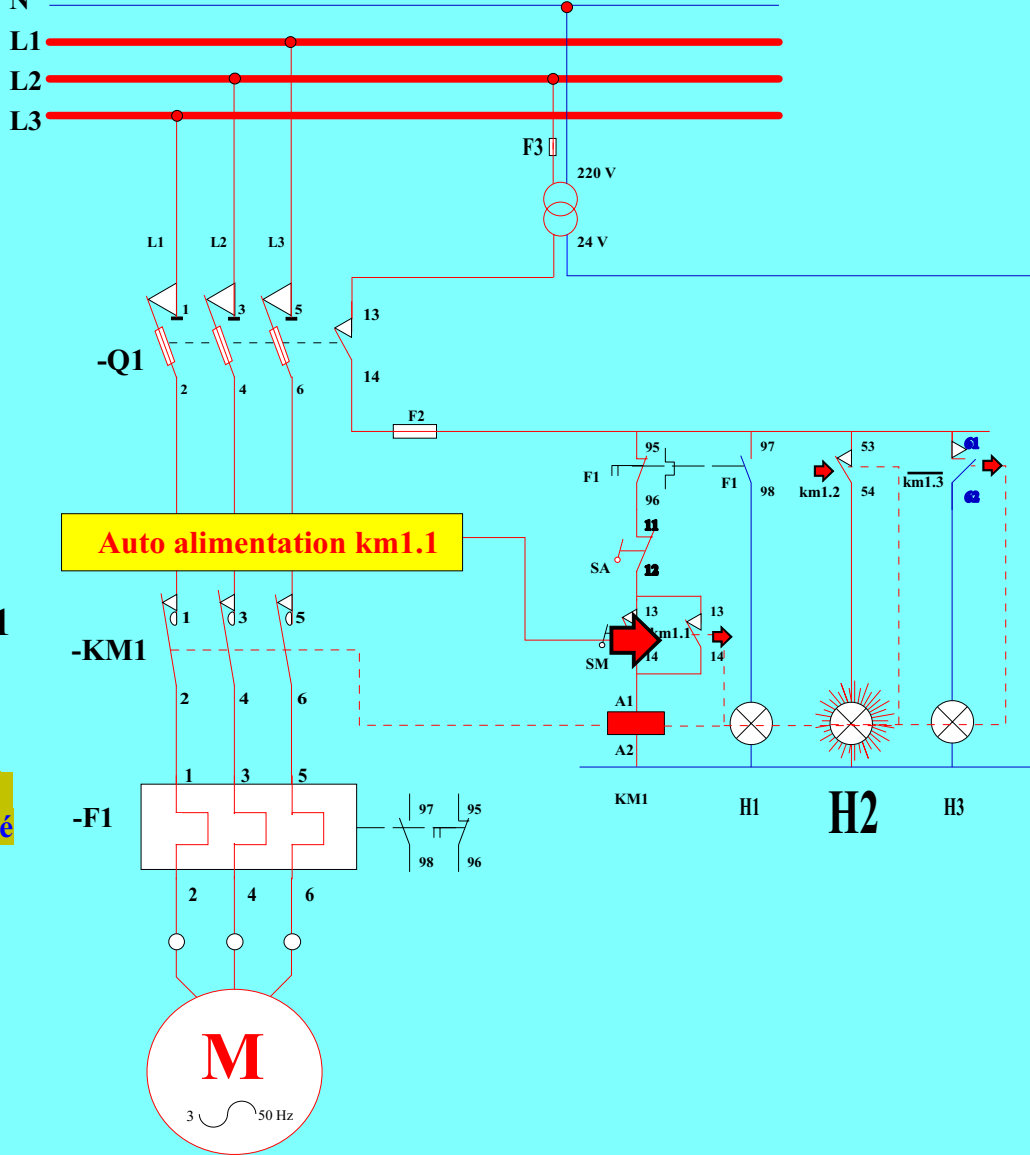 N
L1
L2
L3
F3
220 V
24 V
L1 L2 L3
1 3 5 13
-Q1
2 4 6 14
F2
95 97 53 61
F1 F1 km1.2 km1.3
96 98 54 62
11
Auto alimentation km1.1
SA 12
1 3 5 13 13
1
-KM1 km1.1
SM 14 14
2 4 6
A1
A2
KM1 H1 H2 H3
1 3 5
é
-F1 97 95
98 96
2 4 6
M
3 50 Hz